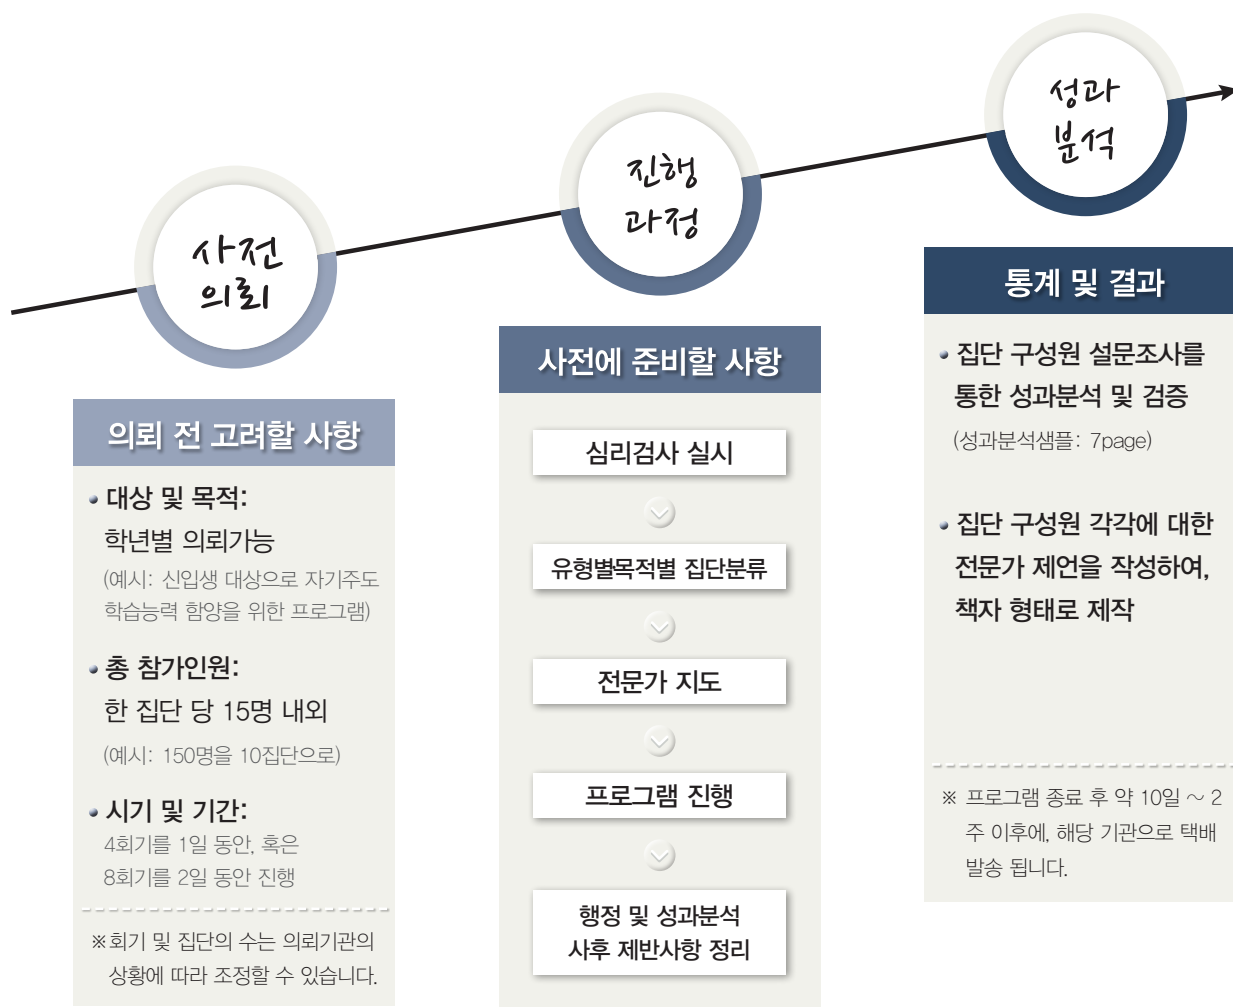 사전
의뢰
의뢰 전 고려할 사항
• 대상 및 목적:
학년별 의뢰가능
(예시: 신입생 대상으로 자기주도
학습능력 함양을 위한 프로그램)
• 총 참가인원:
한 집단 당 15명 내외
(예시: 150명을 10집단으로)
• 시기 및 기간:
4회기를 1일 동안, 혹은
8회기를 2일 동안 진행
※회기 및 집단의 수는 의뢰기관의
상황에 따라 조정할 수 있습니다.
진행
과정
사전에 준비할 사항
심리검사 실시
유형별목적별 집단분류
전문가 지도
프로그램 진행
행정 및 성과분석
사후 제반사항 정리
성과
분석
통계 및 결과
• 집단 구성원 설문조사를
통한 성과분석 및 검증
(성과분석샘플: 7page)
• 집단 구성원 각각에 대한
전문가 제언을 작성하여,
책자 형태로 제작
※ 프로그램 종료 후 약 10일 ~ 2
주 이후에, 해당 기관으로 택배
발송 됩니다.